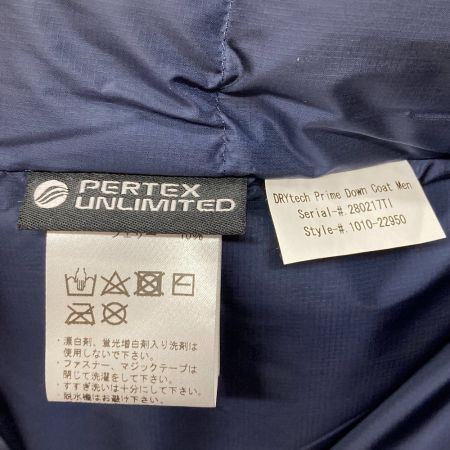 PERTEX
UNLIMITED
DRYtech Prime Down Coat Men
Serial-#.280217TI
Style-#.1010-22950
10%
・漂白剤、蛍光増白剤入り洗剤は
使用しないで下さい。
・ファスナー、マジックテープは
閉じて洗濯をして下さい。
・すすぎ洗いは十分にして下さい。
脱水機はお避け下さい。